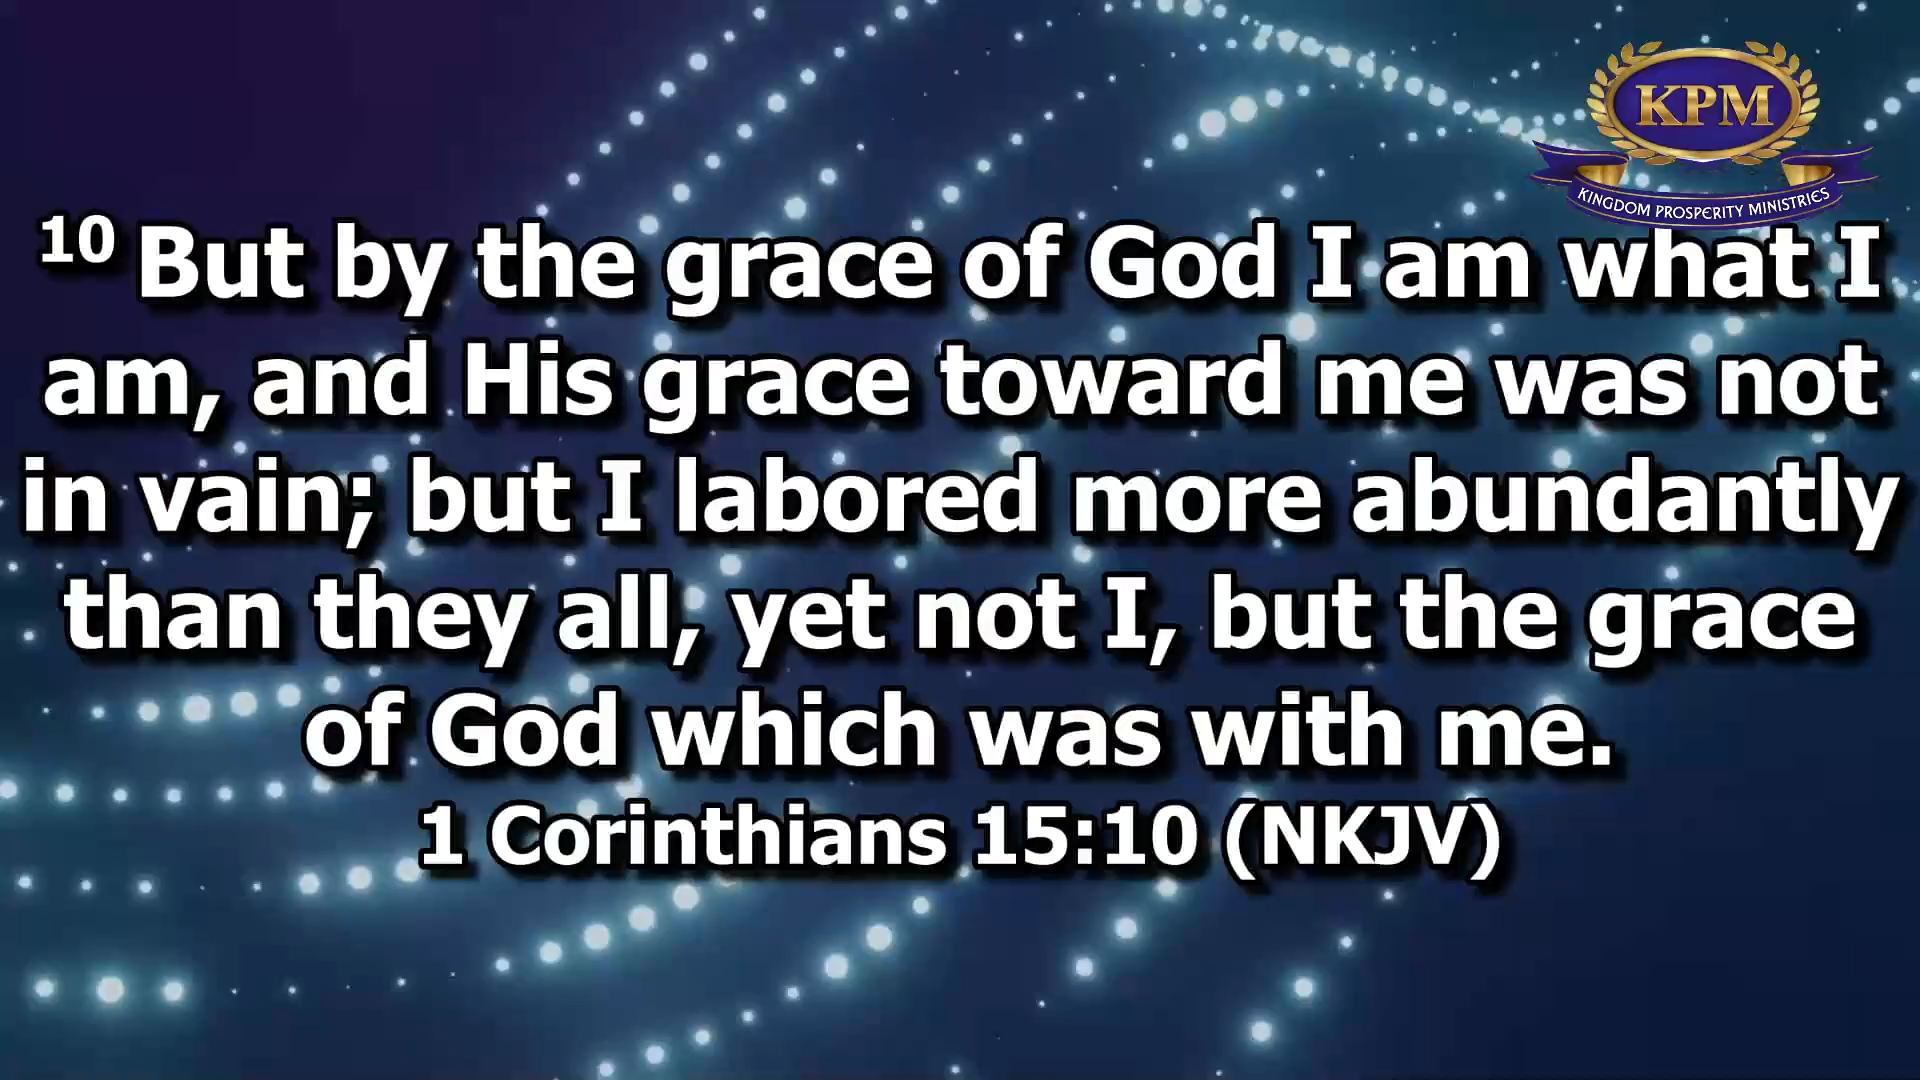 KPM
KINGDOM PROSPERITY MINISTRIES
10 But by the grace of God I am what I
am, and His grace toward me was not
in vain; but I labored more abundantly
than they all, yet not I, but the grace
of God which was with me.
1 Corinthians 15:10 (NKJV)